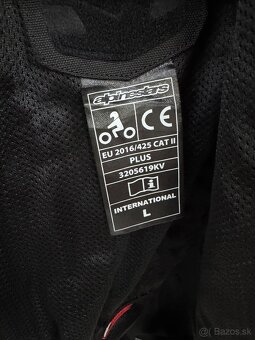 alpinestars
CE
EU 2016/425 CAT II
PLUS
3205619KV
i
INTERNATIONAL
L
© Bazos.sk